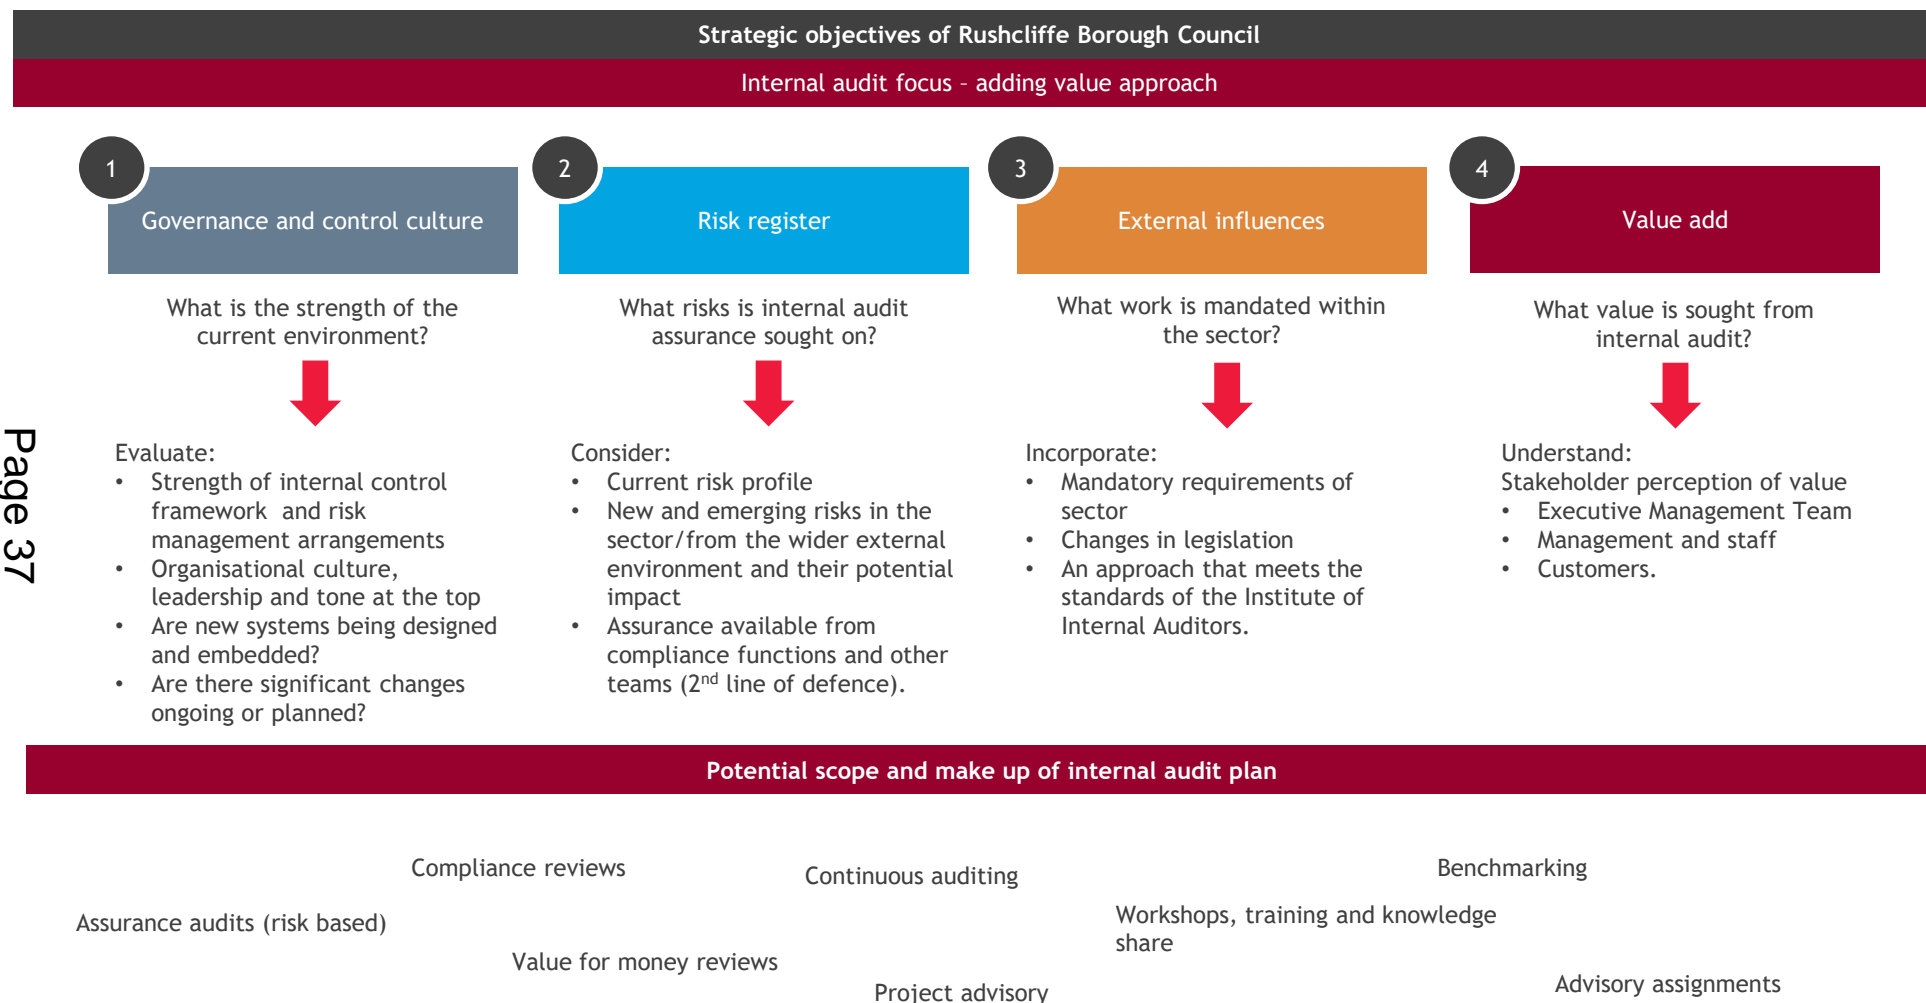 Strategic objectives of Rushcliffe Borough Council
Internal audit focus – adding value approach
1
Governance and control culture
What is the strength of the
current environment?
Evaluate:
• Strength of internal control
framework  and risk
management arrangements
• Organisational culture,
leadership and tone at the top
• Are new systems being designed
and embedded?
• Are there significant changes
ongoing or planned?
2
Risk register
What risks is internal audit
assurance sought on?
Consider:
• Current risk profile
• New and emerging risks in the
sector/from the wider external
environment and their potential
impact
• Assurance available from
compliance functions and other
teams (2nd line of defence).
3
External influences
What work is mandated within
the sector?
Incorporate:
• Mandatory requirements of
sector
• Changes in legislation
• An approach that meets the
standards of the Institute of
Internal Auditors.
4
Value add
What value is sought from
internal audit?
Understand:
Stakeholder perception of value
• Executive Management Team
• Management and staff
• Customers.
Page 37
Potential scope and make up of internal audit plan
Compliance reviews
Continuous auditing
Benchmarking
Assurance audits (risk based)
Workshops, training and knowledge
share
Value for money reviews
Project advisory
Advisory assignments